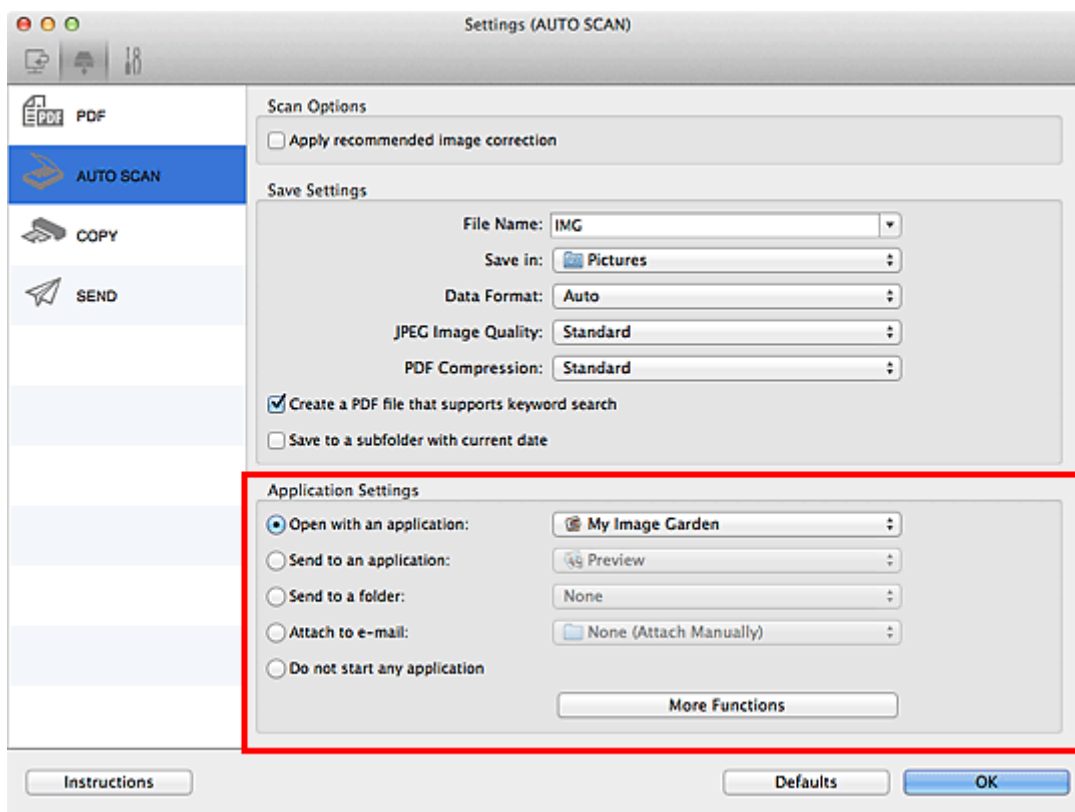 Settings (AUTO SCAN)
PDF
PDF
AUTO SCAN
COPY
SEND
Scan Options
Apply recommended image correction
Save Settings
File Name: IMG
Save in: Pictures
Data Format: Auto
JPEG Image Quality: Standard
PDF Compression: Standard
Create a PDF file that supports keyword search
Save to a subfolder with current date
Application Settings
Open with an application: My Image Garden
Send to an application: Preview
Send to a folder: None
Attach to e-mail: None (Attach Manually)
Do not start any application
More Functions
Instructions Defaults OK